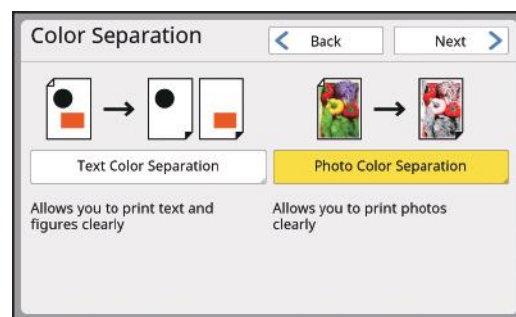 Color Separation
Back
Next
Text Color Separation
Photo Color Separation
Allows you to print text and
figures clearly
Allows you to print photos
clearly